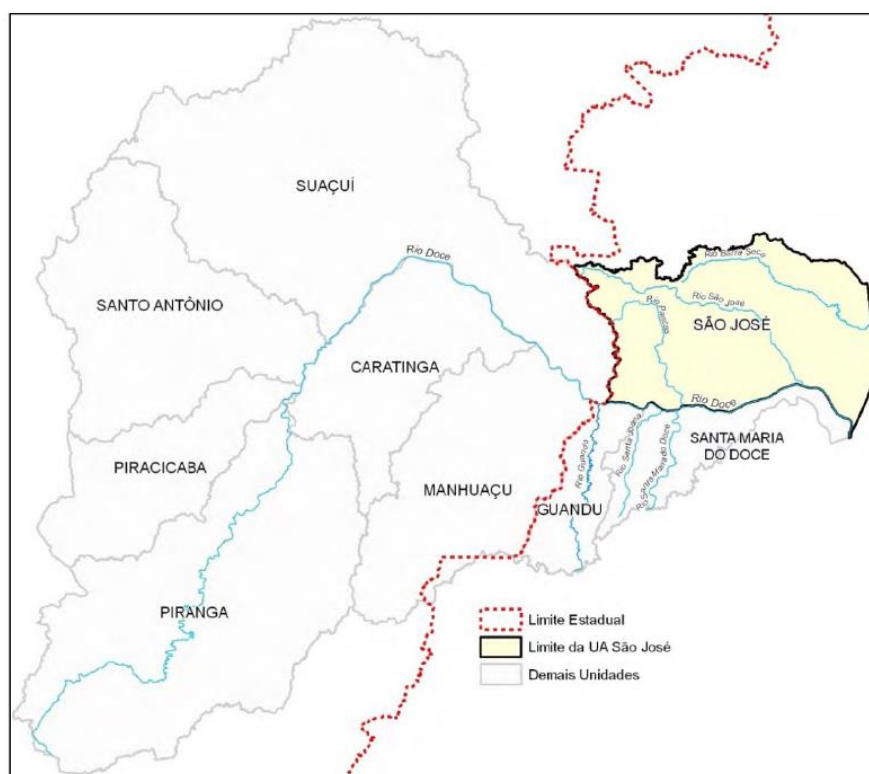 SUAÇUÍ
Rio Doce
Rio Barra Seca
SANTO ANTÔNIO
Rio São José
Rio Pancas
SÃO JOSÉ
CARATINGA
Rio Doce
SANTA MARIA
DO DOCE
PIRACICABA
MANHUAÇU
Rio Guandu
Rio Santa Joana
Rio Santa Maria do Doce
GUANDU
PIRANGA
Limite Estadual
Limite da UA São José
Demais Unidades